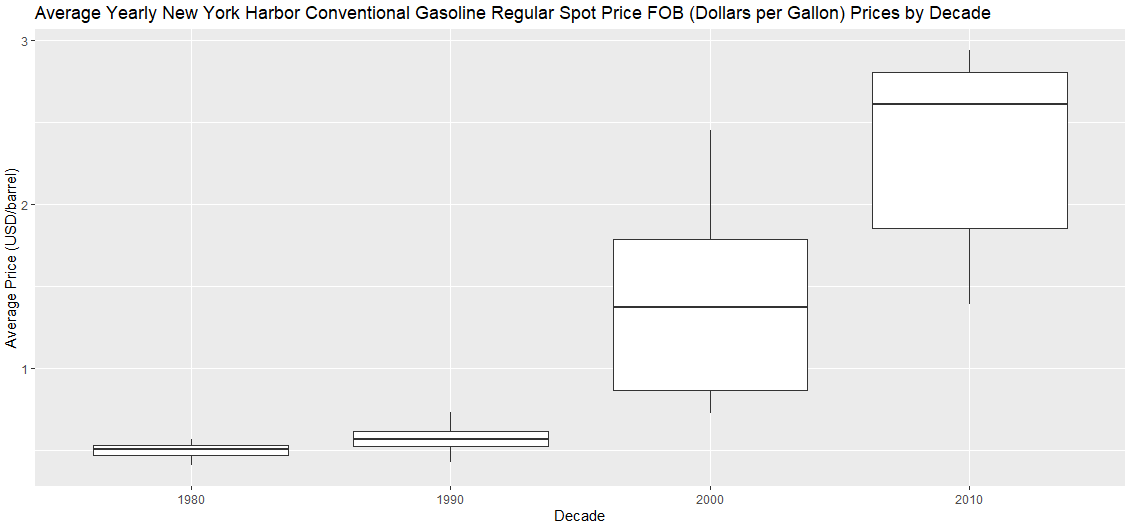 Average Yearly New York Harbor Conventional Gasoline Regular Spot Price FOB (Dollars per Gallon) Prices by Decade
Average Price (USD/barrel)
3
2
1
1980 1990 2000 2010
Decade